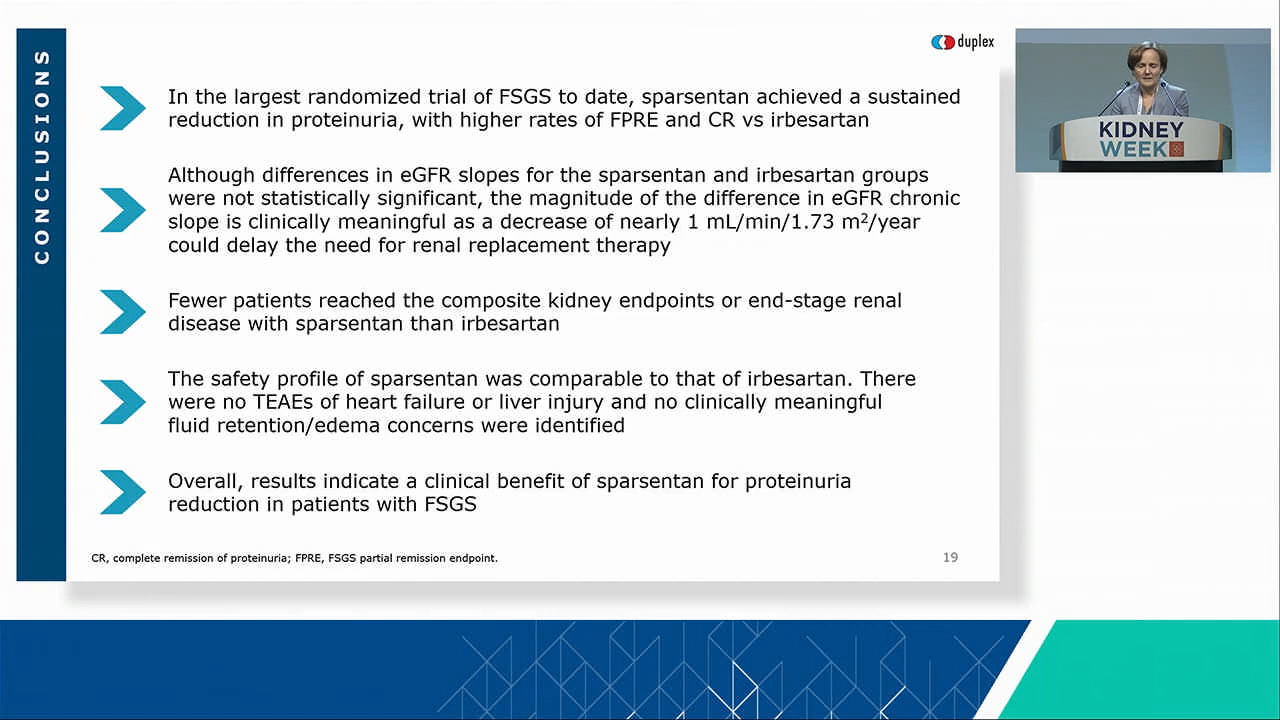 CONCLUSIONS
duplex
In the largest randomized trial of FSGS to date, sparsentan achieved a sustained
reduction in proteinuria, with higher rates of FPRE and CR vs irbesartan
Although differences in eGFR slopes for the sparsentan and irbesartan groups
were not statistically significant, the magnitude of the difference in eGFR chronic
slope is clinically meaningful as a decrease of nearly 1 mL/min/1.73 m²/year
could delay the need for renal replacement therapy
Fewer patients reached the composite kidney endpoints or end-stage renal
disease with sparsentan than irbesartan
The safety profile of sparsentan was comparable to that of irbesartan. There
were no TEAEs of heart failure or liver injury and no clinically meaningful
fluid retention/edema concerns were identified
Overall, results indicate a clinical benefit of sparsentan for proteinuria
reduction in patients with FSGS
CR, complete remission of proteinuria; FPRE, FSGS partial remission endpoint.
19
KIDNEY
WEEK